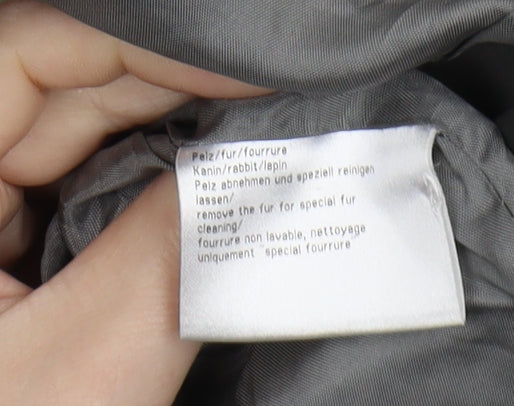 Pelz/fur/fourrure
Kanin/rabbit/lapin
Pelz abnehmen und speziell reinigen
lassen/
remove the fur for special fur
cleaning/
fourrure non lavable, nettoyage
uniquement special fourrure